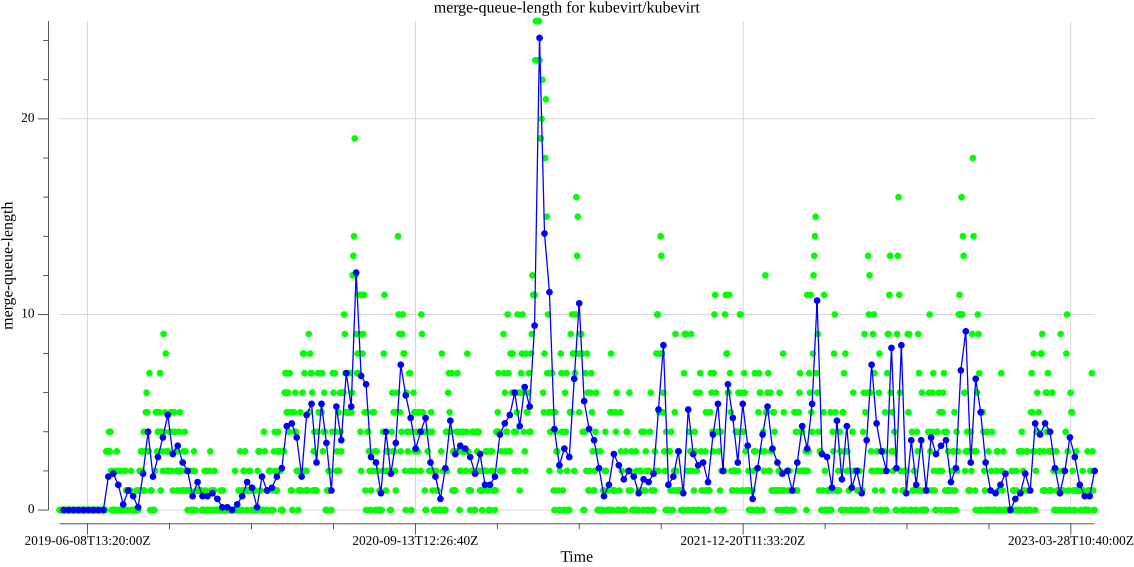 merge-queue-length for kubevirt/kubevirt
merge-queue-length
20
10
0
2019-06-08T13:20:00Z
2020-09-13T12:26:40Z
2021-12-20T11:33:20Z
2023-03-28T10:40:00Z
Time